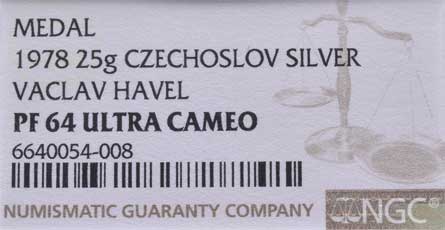 MEDAL
1978 25g CZECHOSLOV SILVER
VACLAV HAVEL
PF 64 ULTRA CAMEO
6640054-008
NUMISMATIC GUARANTY COMPANY
NGC®